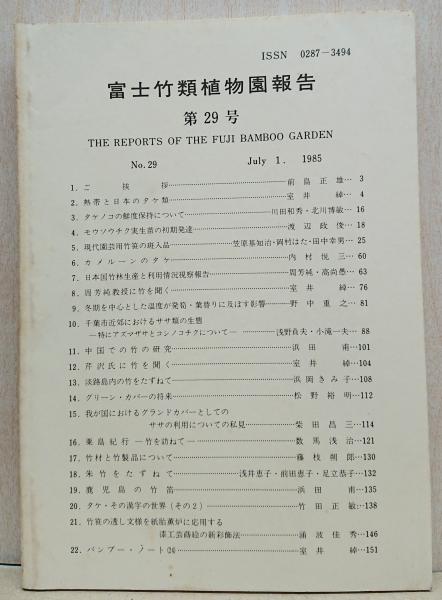 ISSN 0287-3494
富士竹類植物園報告
第29号
THE REPORTS OF THE FUJI BAMBOO GARDEN
No.29 July 1. 1985
1. ご挨拶……前島正雄… 3
2. 熱帯と日本のタケ類……室井綽… 4
3. タケノコの鮮度保持について……川田和秀・北川博敏… 16
4. モウソウチク実生苗の初期発達……渡辺政俊… 18
5. 現代園芸用竹笹の斑入品……笠原基知治・岡村はた・田中幸男… 25
6. カメルーンのタケ……内村悦三… 60
7. 日本国竹林生産と利用情況視察報告……周芳純・高尚愚… 63
8. 周芳純教授に竹を聞く……室井綽… 76
9. 冬期を中心とした温度が発筍・葉替りに及ぼす影響……野中重之… 81
10. 千葉市近郊におけるササ類の生態
―特にアズマザサとコンノコチクについて―……浅野貞夫・小滝一夫… 88
11. 中国での竹の研究……浜田甫…101
12. 芹沢氏に竹を聞く……室井綽…104
13. 淡路島内の竹をたずねて……浜岡きみ子…108
14. グリーン・カバーの将来……松野裕明…112
15. 我が国におけるグランドカバーとしての
ササの利用についての私見……柴田昌三…114
16. 粟島紀行―竹を訪ねて―……数馬浅治…121
17. 竹材と竹製品について……藤枝朝郎…130
18. 朱竹をたずねて……浅井恵子・前田恵子・足立恭子…132
19. 鹿児島の竹笛……浜田甫…135
20. タケ・その漢字の世界(その2)……竹田正敏…138
21. 竹笹の透し文様を紙胎薫炉に応用する
漆工芸蒔絵の新彩飾法……涌波佳秀…146
22. バンブー・ノート……室井綽…151